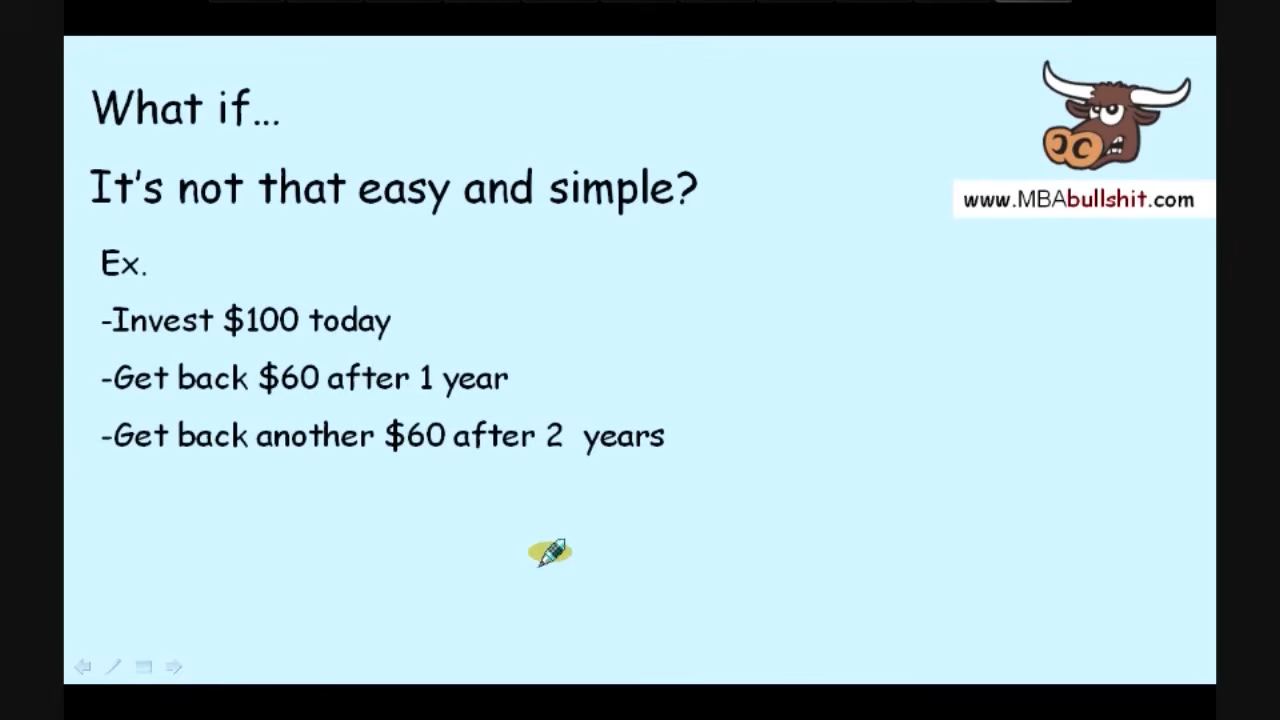 What if...
It's not that easy and simple?
www.MBAbullshit.com
Ex.
-Invest $100 today
-Get back $60 after 1 year
-Get back another $60 after 2 years